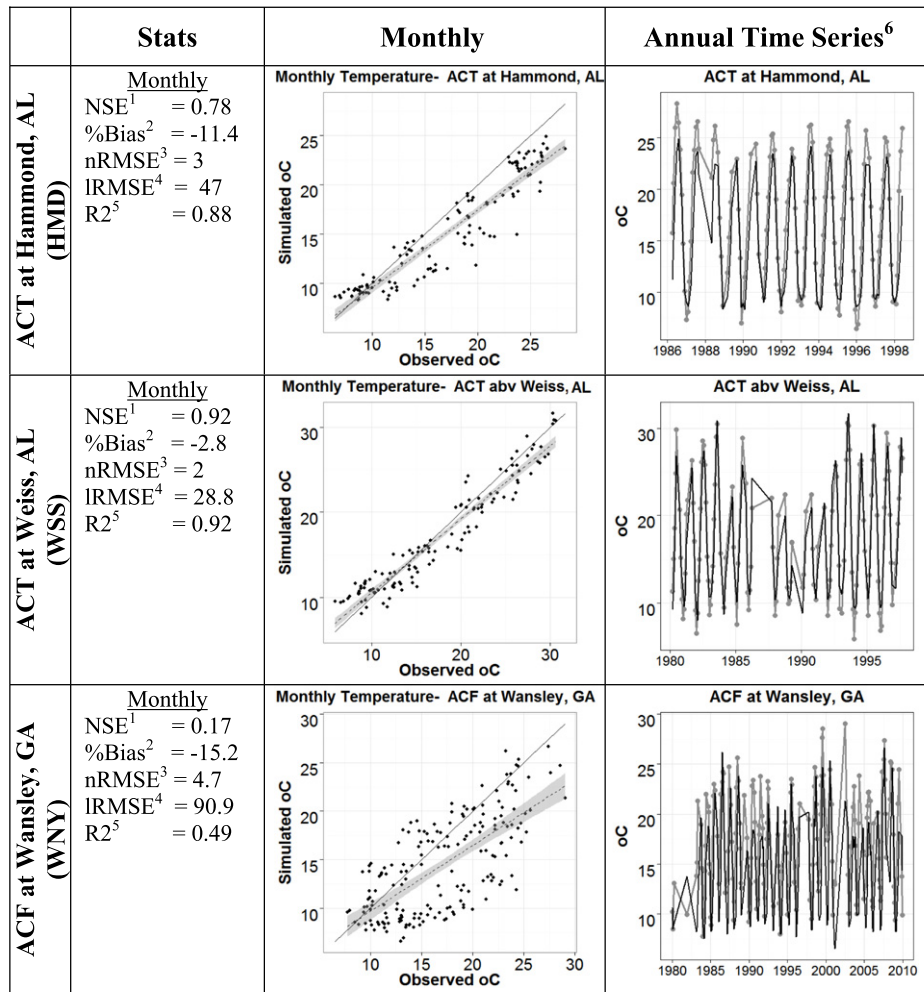 Stats
Monthly
Annual Time Series6
ACT at Hammond, AL
(HMD)
Monthly
NSE1 = 0.78
%Bias2 = -11.4
nRMSE3 = 3
lRMSE4 = 47
R25 = 0.88
Monthly Temperature- ACT at Hammond, AL
Simulated oC
25
20
15
10
10 15 20 25
Observed oC
ACT at Hammond, AL
oC
25
20
15
10
1986 1988 1990 1992 1994 1996 1998
ACT at Weiss, AL
(WSS)
Monthly
NSE1 = 0.92
%Bias2 = -2.8
nRMSE3 = 2
lRMSE4 = 28.8
R25 = 0.92
Monthly Temperature- ACT abv Weiss, AL
Simulated oC
30
20
10
10 20 30
Observed oC
ACT abv Weiss, AL
oC
30
20
10
1980 1985 1990 1995
ACF at Wansley, GA
(WNY)
Monthly
NSE1 = 0.17
%Bias2 = -15.2
nRMSE3 = 4.7
lRMSE4 = 90.9
R25 = 0.49
Monthly Temperature- ACF at Wansley, GA
Simulated oC
30
25
20
15
10
10 15 20 25 30
Observed oC
ACF at Wansley, GA
oC
30
25
20
15
10
1980 1985 1990 1995 2000 2005 2010